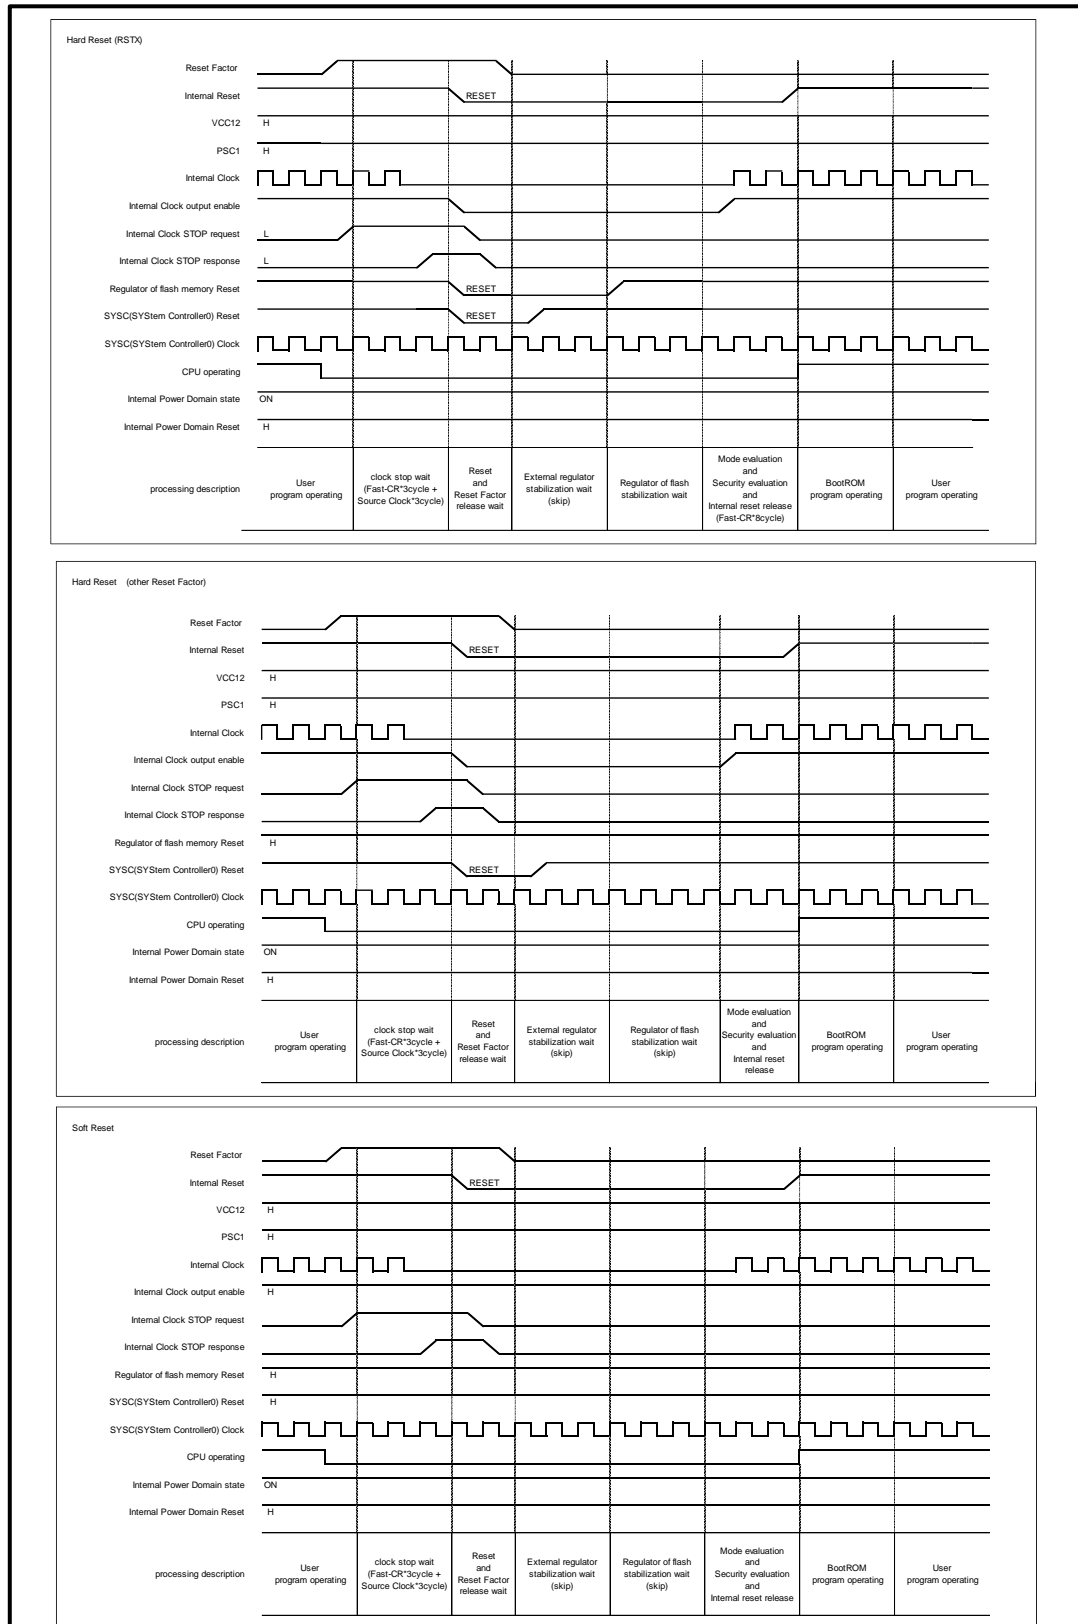 Hard Reset (RSTX)
Reset Factor
Internal Reset
RESET
VCC12
H
PSC1
H
Internal Clock
Internal Clock output enable
Internal Clock STOP request
L
Internal Clock STOP response
L
Regulator of flash memory Reset
RESET
SYSC(SYStem Controller0) Reset
RESET
SYSC(SYStem Controller0) Clock
CPU operating
Internal Power Domain state
ON
Internal Power Domain Reset
H
processing description
User
program operating
clock stop wait
(Fast-CR*3cycle +
Source Clock*3cycle)
Reset
and
Reset Factor
release wait
External regulator
stabilization wait
(skip)
Regulator of flash
stabilization wait
Mode evaluation
and
Security evaluation
and
Internal reset release
(Fast-CR*8cycle)
BootROM
program operating
User
program operating
Hard Reset (other Reset Factor)
Reset Factor
Internal Reset
RESET
VCC12
H
PSC1
H
Internal Clock
Internal Clock output enable
Internal Clock STOP request
Internal Clock STOP response
Regulator of flash memory Reset
H
SYSC(SYStem Controller0) Reset
RESET
SYSC(SYStem Controller0) Clock
CPU operating
Internal Power Domain state
ON
Internal Power Domain Reset
H
processing description
User
program operating
clock stop wait
(Fast-CR*3cycle +
Source Clock*3cycle)
Reset
and
Reset Factor
release wait
External regulator
stabilization wait
(skip)
Regulator of flash
stabilization wait
(skip)
Mode evaluation
and
Security evaluation
and
Internal reset
release
BootROM
program operating
User
program operating
Soft Reset
Reset Factor
Internal Reset
RESET
VCC12
H
PSC1
H
Internal Clock
Internal Clock output enable
H
Internal Clock STOP request
Internal Clock STOP response
Regulator of flash memory Reset
H
SYSC(SYStem Controller0) Reset
H
SYSC(SYStem Controller0) Clock
CPU operating
Internal Power Domain state
ON
Internal Power Domain Reset
H
processing description
User
program operating
clock stop wait
(Fast-CR*3cycle +
Source Clock*3cycle)
Reset
and
Reset Factor
release wait
External regulator
stabilization wait
(skip)
Regulator of flash
stabilization wait
(skip)
Mode evaluation
and
Security evaluation
and
Internal reset release
BootROM
program operating
User
program operating